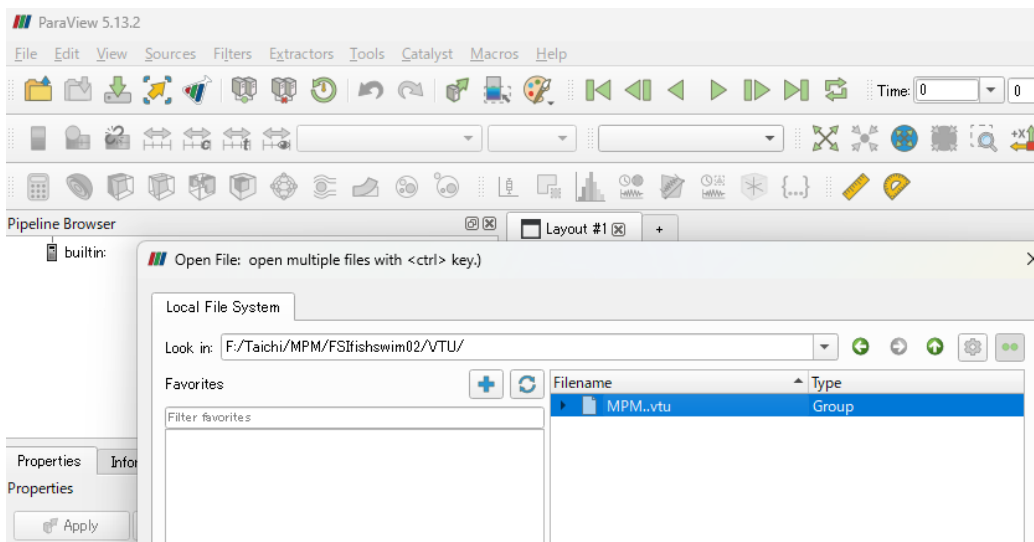 ParaView 5.13.2
File Edit View Sources Filters Extractors Tools Catalyst Macros Help
Time: 0 0
+X
{...}
Pipeline Browser
Layout #1 +
builtin:
Open File: open multiple files with <ctrl> key.)
Local File System
Look in: F:/Taichi/MPM/FSIfishswim02/VTU/
Favorites
Filename Type
Filter favorites
MPM..vtu Group
Properties Infor
Properties
Apply